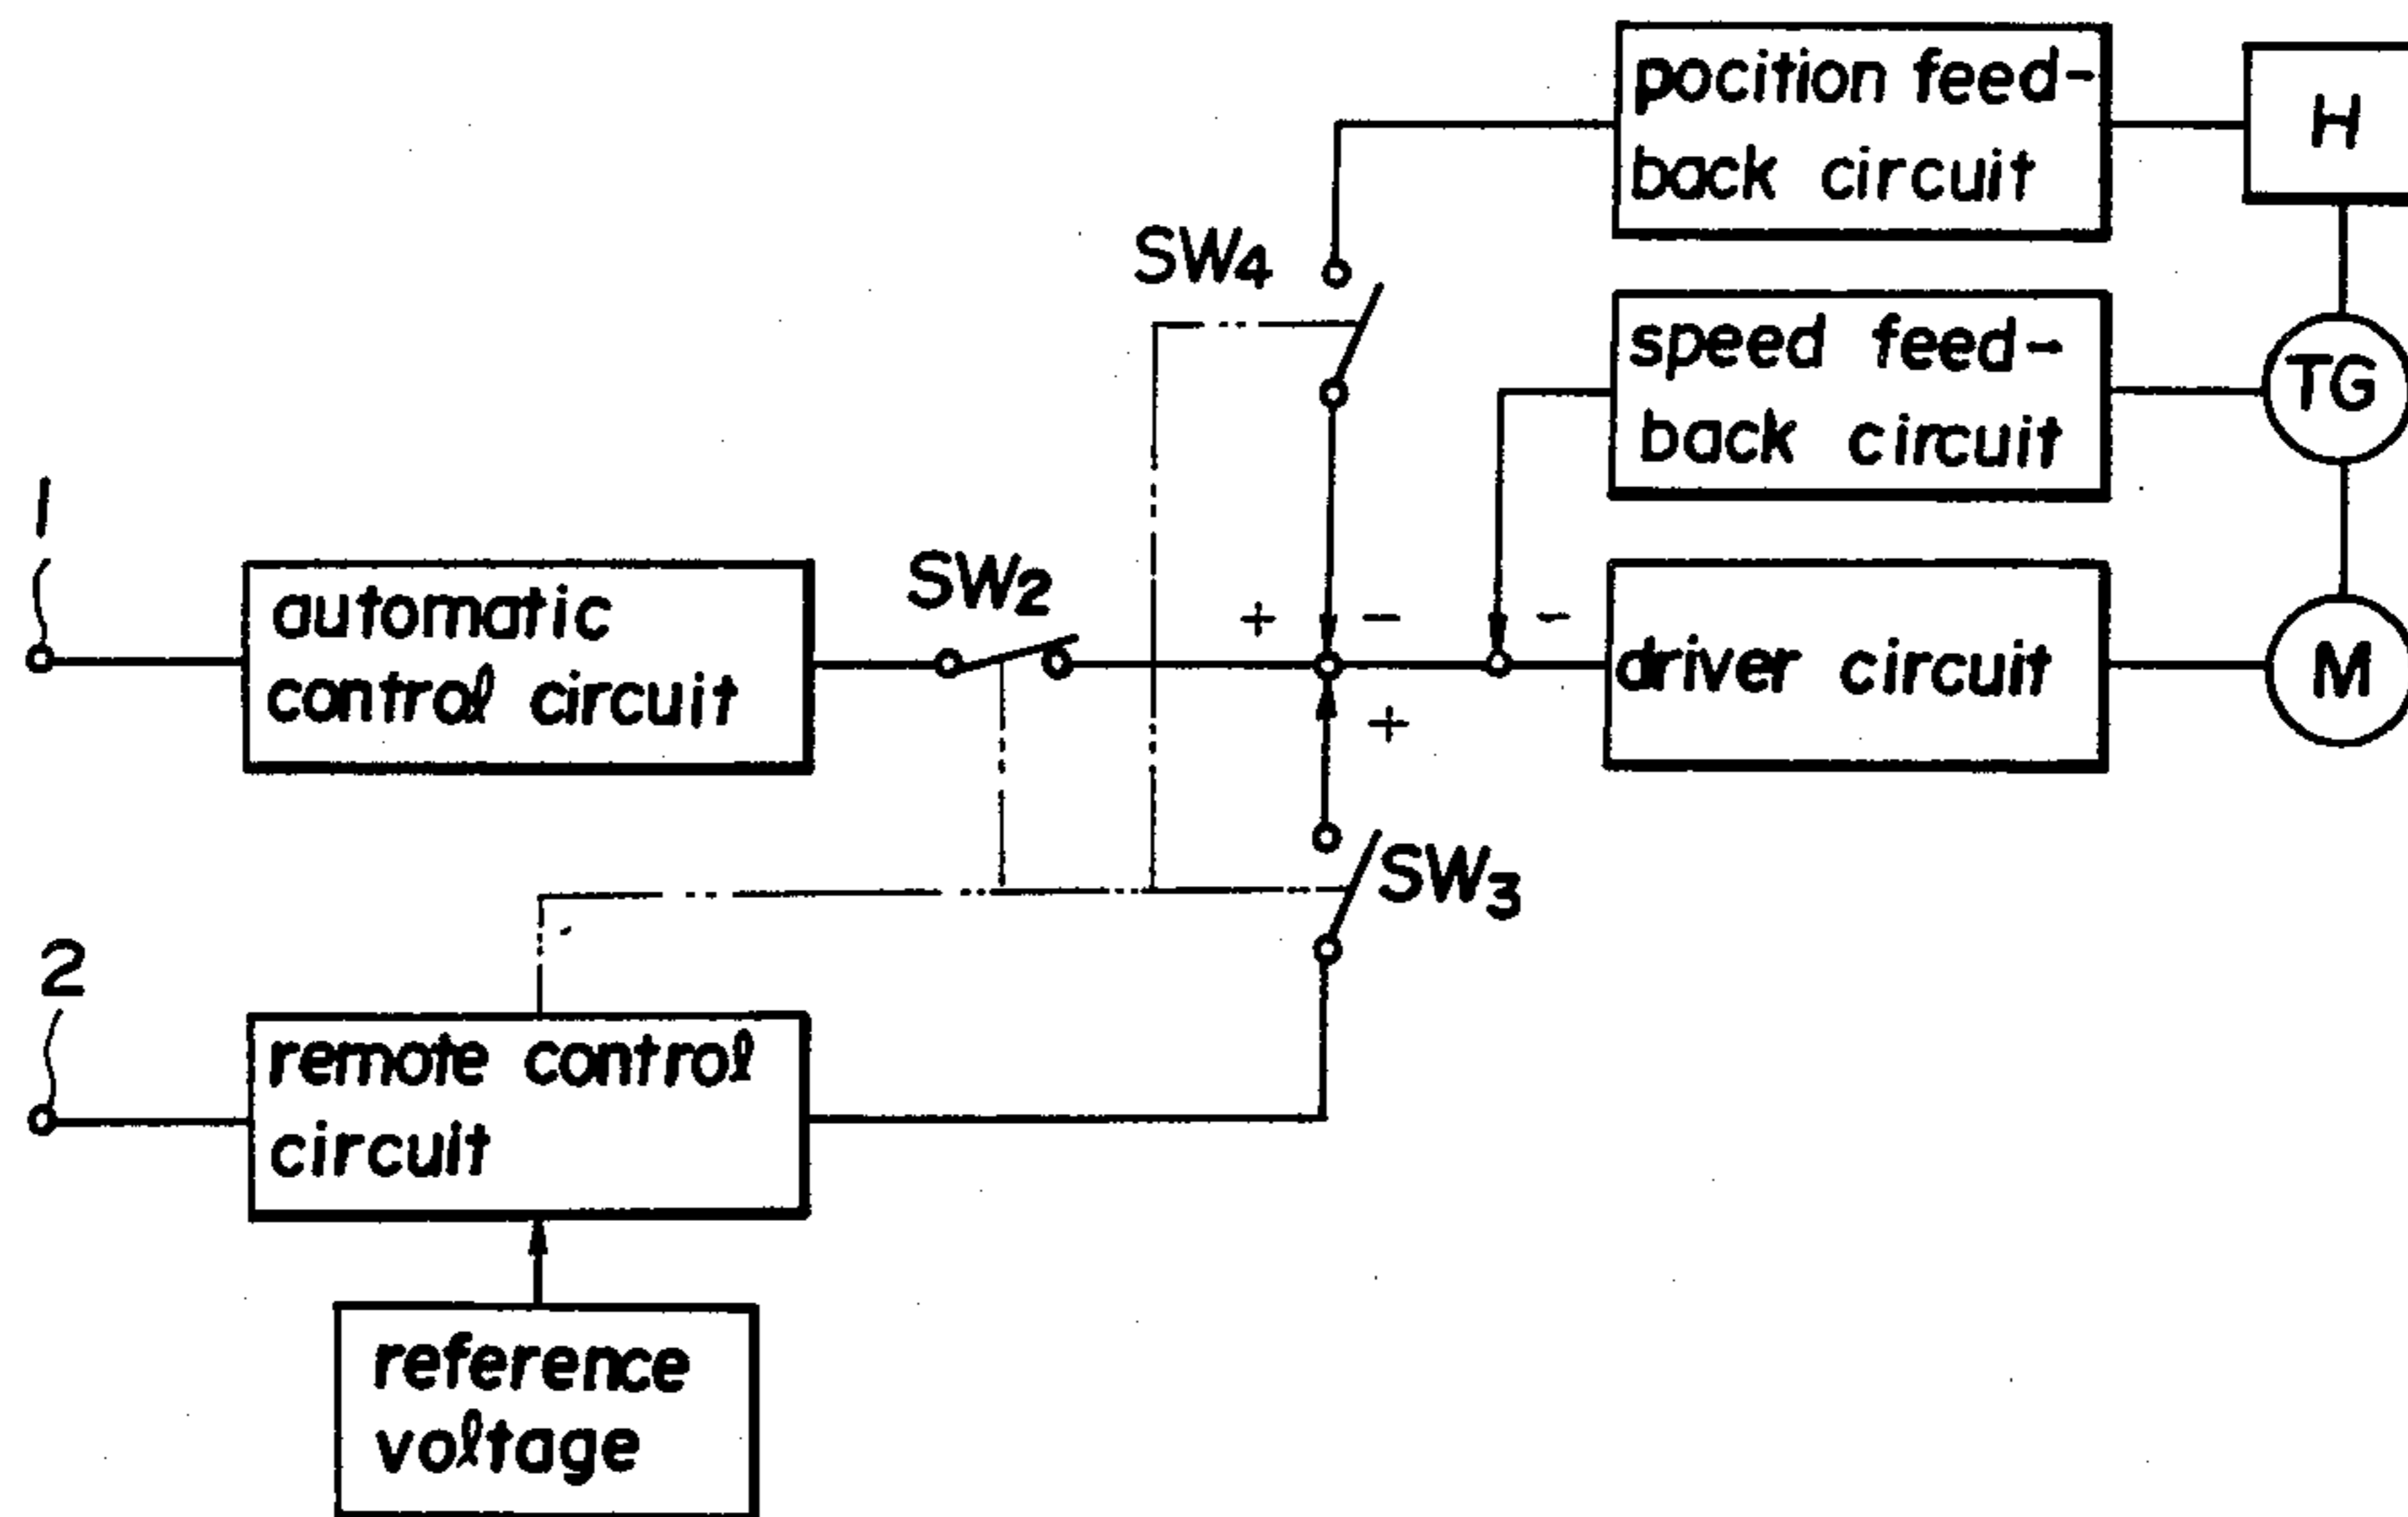 pocition feed-
back circuit
H
SW4
speed feed-
back circuit
TG
1
automatic
control circuit
SW2
+
-
-
driver circuit
M
+
SW3
2
remote control
circuit
reference
voltage